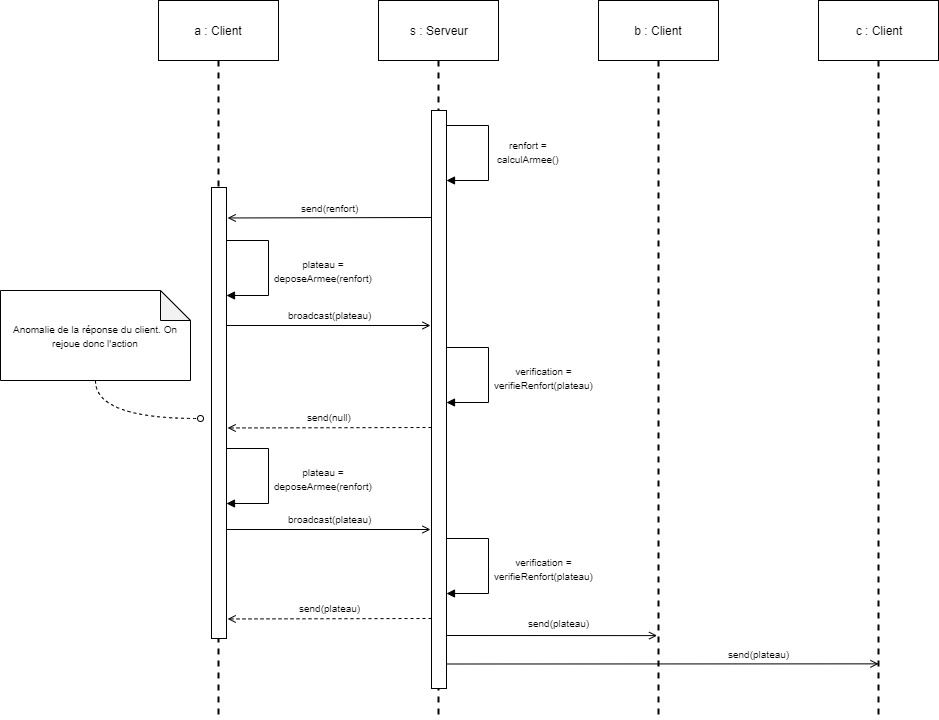 a : Client
s : Serveur
b : Client
c : Client
renfort =
calculArmee()
send(renfort)
plateau =
deposeArmee(renfort)
broadcast(plateau)
Anomalie de la réponse du client. On
rejoue donc l'action
verification =
verifieRenfort(plateau)
send(null)
plateau =
deposeArmee(renfort)
broadcast(plateau)
verification =
verifieRenfort(plateau)
send(plateau)
send(plateau)
send(plateau)